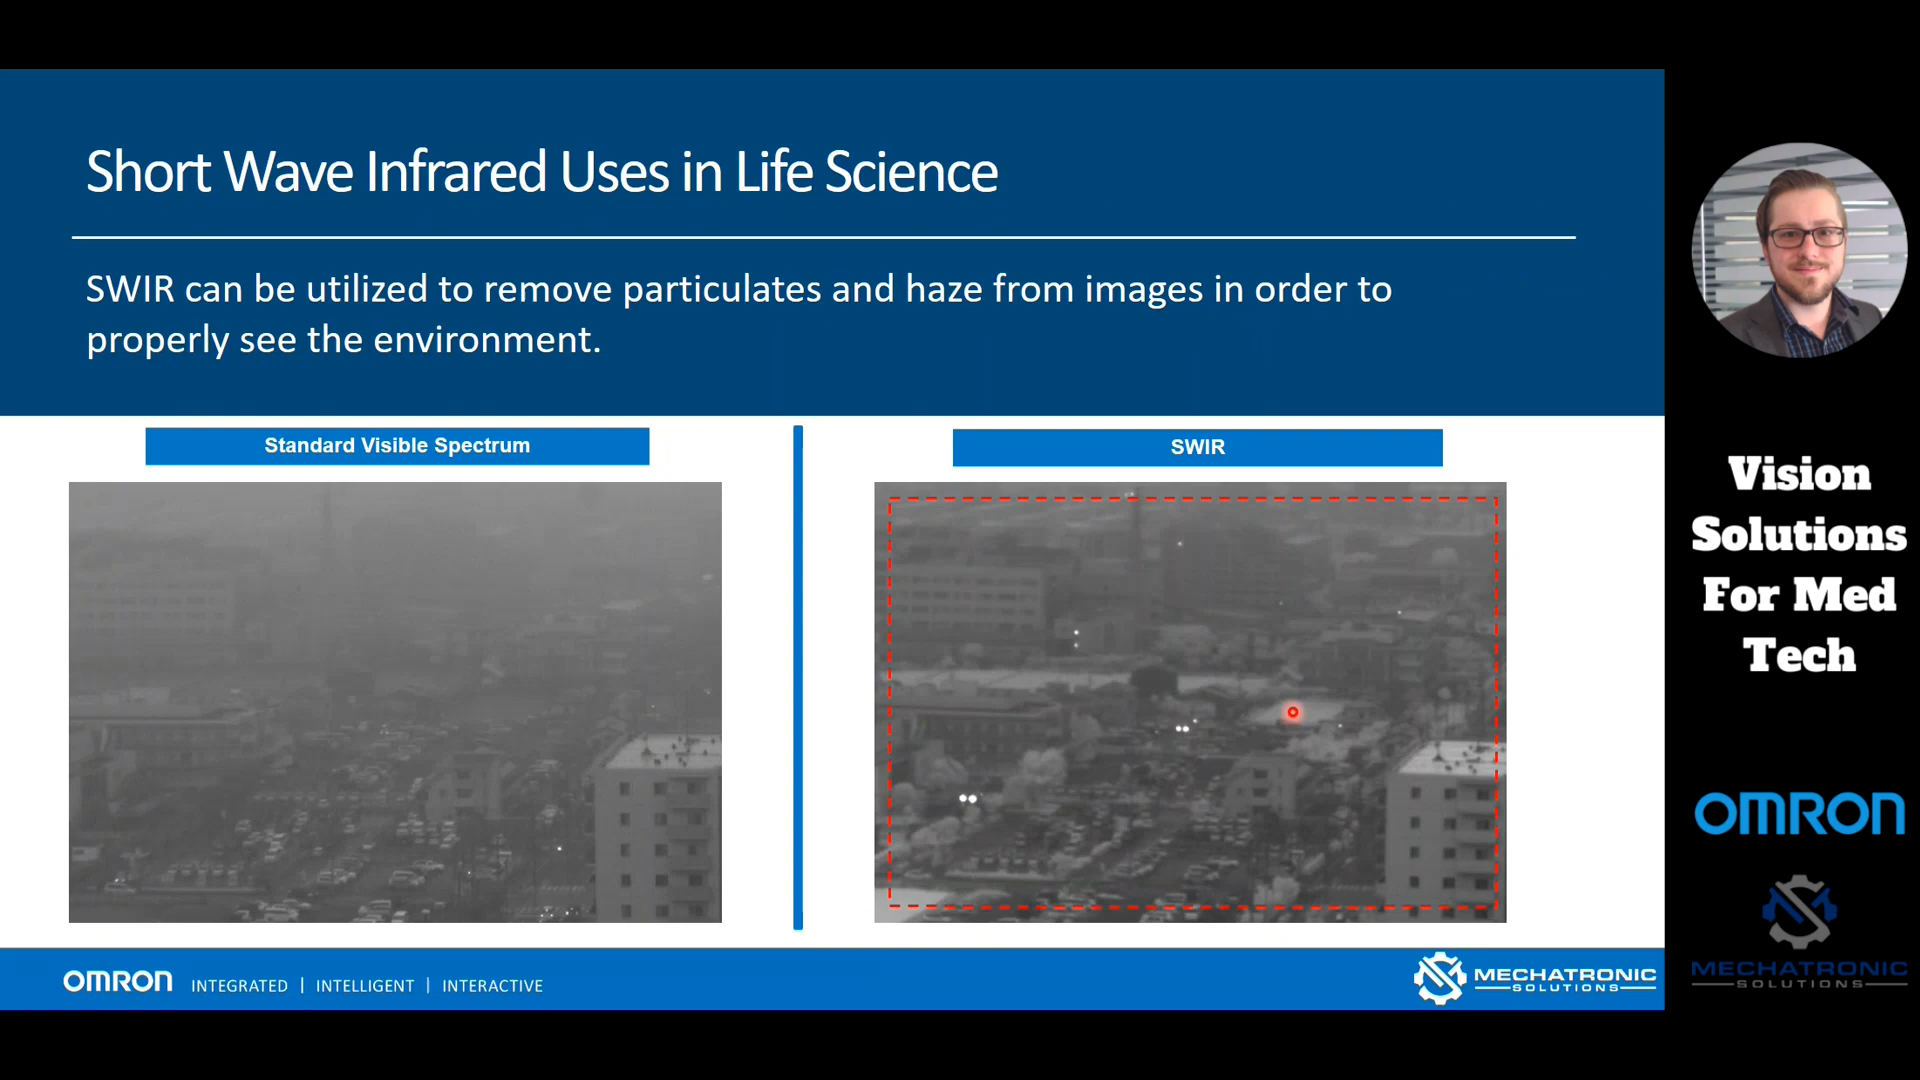 Short Wave Infrared Uses in Life Science
SWIR can be utilized to remove particulates and haze from images in order to
properly see the environment.
Standard Visible Spectrum
SWIR
OMRON INTEGRATED | INTELLIGENT | INTERACTIVE
MECHATRONIC
SOLUTIONS
Vision
Solutions
For Med
Tech
OMRON
MECHATRONIC
SOLUTIONS